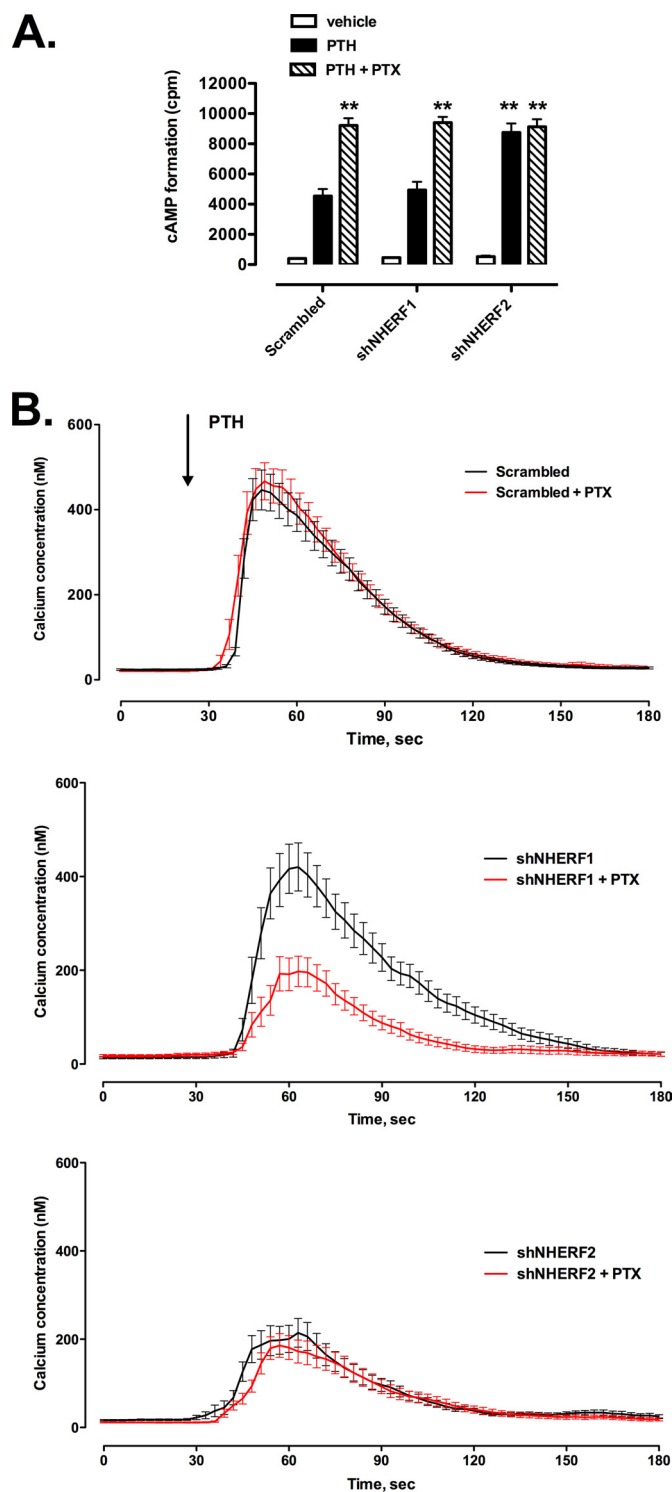 A.
vehicle
PTH
PTH + PTX
cAMP formation (cpm)
12000
10000
8000
6000
4000
2000
0
** ** ** **
Scrambled
shNHERF1
shNHERF2
B.
PTH
Calcium concentration (nM)
600
400
200
0
Scrambled
Scrambled + PTX
0 30 60 90 120 150 180
Time, sec
Calcium concentration (nM)
600
400
200
0
shNHERF1
shNHERF1 + PTX
0 30 60 90 120 150 180
Time, sec
Calcium concentration (nM)
600
400
200
0
shNHERF2
shNHERF2 + PTX
0 30 60 90 120 150 180
Time, sec